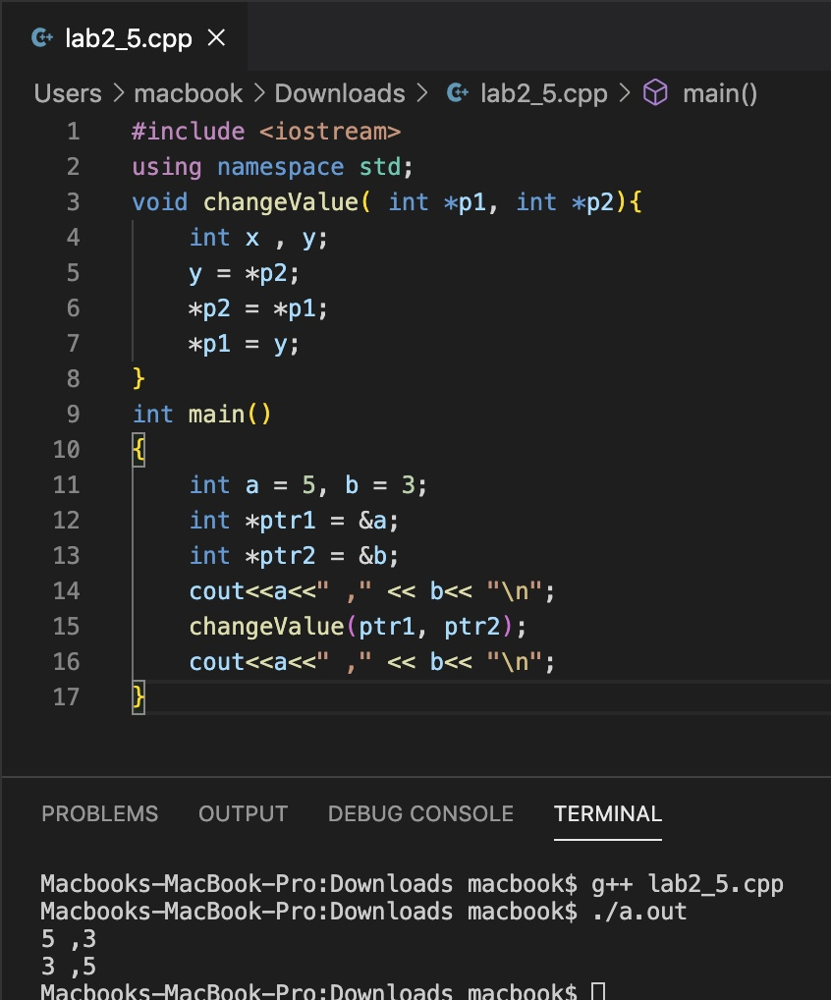 lab2_5.cpp ×
Users > macbook > Downloads > lab2_5.cpp > main()
1 #include <iostream>
2 using namespace std;
3 void changeValue( int *p1, int *p2){
4     int x , y;
5     y = *p2;
6     *p2 = *p1;
7     *p1 = y;
8 }
9 int main()
10 {
11     int a = 5, b = 3;
12     int *ptr1 = &a;
13     int *ptr2 = &b;
14     cout<<a<<" ," << b<< "\n";
15     changeValue(ptr1, ptr2);
16     cout<<a<<" ," << b<< "\n";
17 }
PROBLEMS OUTPUT DEBUG CONSOLE TERMINAL
Macbooks-MacBook-Pro:Downloads macbook$ g++ lab2_5.cpp
Macbooks-MacBook-Pro:Downloads macbook$ ./a.out
5 ,3
3 ,5
Macbooks-MacBook-Pro:Downloads macbook$